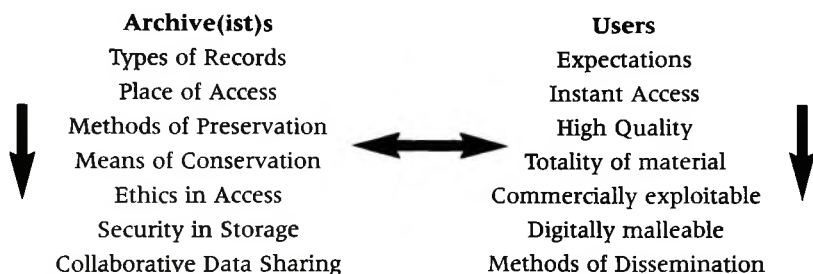 Archive(ist)s
Types of Records
Place of Access
Methods of Preservation
Means of Conservation
Ethics in Access
Security in Storage
Collaborative Data Sharing
Users
Expectations
Instant Access
High Quality
Totality of material
Commercially exploitable
Digitally malleable
Methods of Dissemination